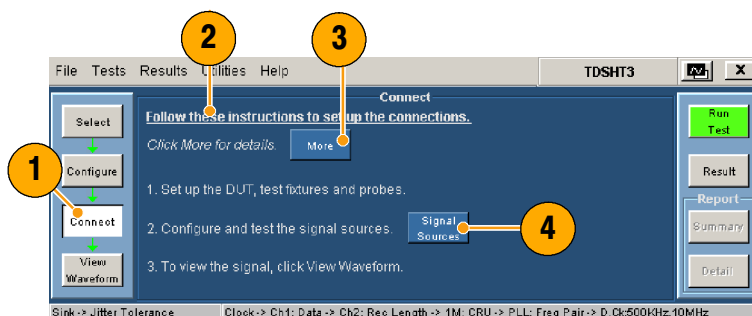 2 3
File Tests Results Utilities Help TDSHT3 X
Connect
Select Follow these instructions to set up the connections. Run Test
Click More for details. More
1 Configure 1. Set up the DUT, test fixtures and probes. Result
Report
Connect 2. Configure and test the signal sources. Signal Sources 4 Summary
View Waveform 3. To view the signal, click View Waveform. Detail
Sink-> Jitter Tolerance Clock-> Ch1: Data-> Ch2: Rec Length-> 1M: CRU-> PLL: Freq Pair-> D.Ck:500KHz,10MHz